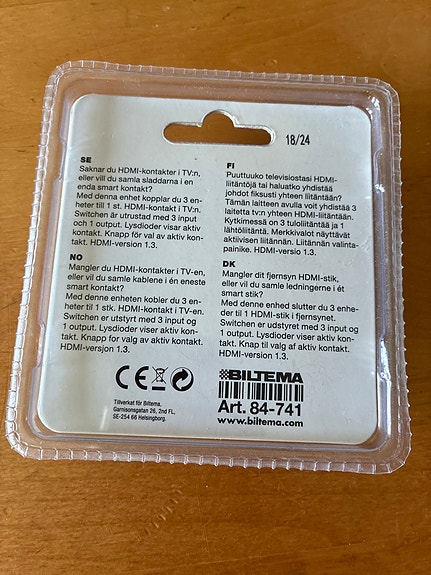 18/24
SE
Saknar du HDMI-kontakter i TV:n,
eller vill du samla sladdarna i en
enda smart kontakt?
Med denna enhet kopplar du 3 en-
heter till 1 st. HDMI-kontakt i TV:n.
Switchen är utrustad med 3 input
och 1 output. Lysdioder visar aktiv
kontakt. Knapp för val av aktiv kon-
takt. HDMI-version 1.3.
NO
Mangler du HDMI-kontakter i TV-en,
eller vil du samle kablene i én eneste
smart kontakt?
Med denne enheten kobler du 3 en-
heter til 1 stk. HDMI-kontakt i TV-en.
Switchen er utstyrt med 3 input og
1 output. Lysdioder viser aktiv kon-
takt. Knapp for valg av aktiv kontakt.
HDMI-versjon 1.3.
FI
Puuttuuko televisiostasi HDMI-
liitäntöjä tai haluatko yhdistää
johdot fiksusti yhteen liitäntään?
Tämän laitteen avulla voit yhdistää 3
laitetta tv:n yhteen HDMI-liitäntään.
Kytkimessä on 3 tuloliitäntää ja 1
lähtöliitäntä. Merkkivalot näyttävät
aktiivisen liitännän. Liitännän valinta-
painike. HDMI-versio 1.3.
DK
Mangler dit fjernsyn HDMI-stik,
eller vil du samle ledningerne i ét
smart stik?
Med denne enhed slutter du 3 enhe-
der til 1 HDMI-stik i fjernsynet.
Switchen er udstyret med 3 input og
1 output. Lysdioder viser aktiv kon-
takt. Knap til valg af aktiv kontakt.
HDMI-version 1.3.
CE
Tillverkat för Biltema,
Garnisonsgatan 26, 2nd FL,
SE-254 66 Helsingborg.
BILTEMA
Art. 84-741
www.biltema.com